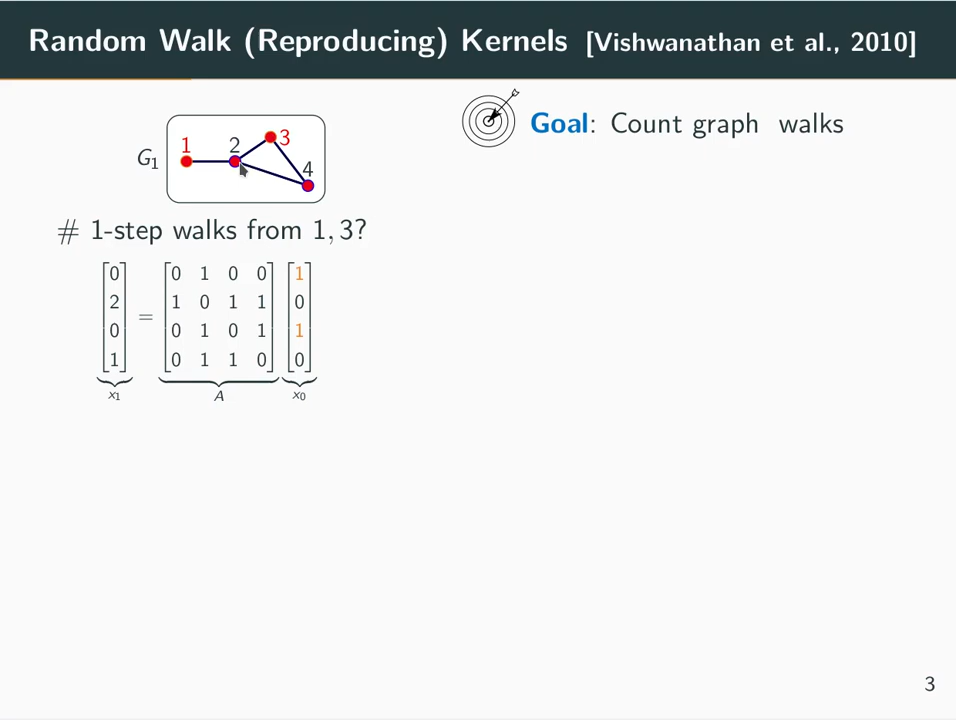 Random Walk (Reproducing) Kernels [Vishwanathan et al., 2010]
Goal: Count graph walks
G₁
1 2 3 4
# 1-step walks from 1, 3?
0 0 1 0 0 1
2 1 0 1 1 0
0 = 0 1 0 1 1
1 0 1 1 0 0
x₁ A x₀
3